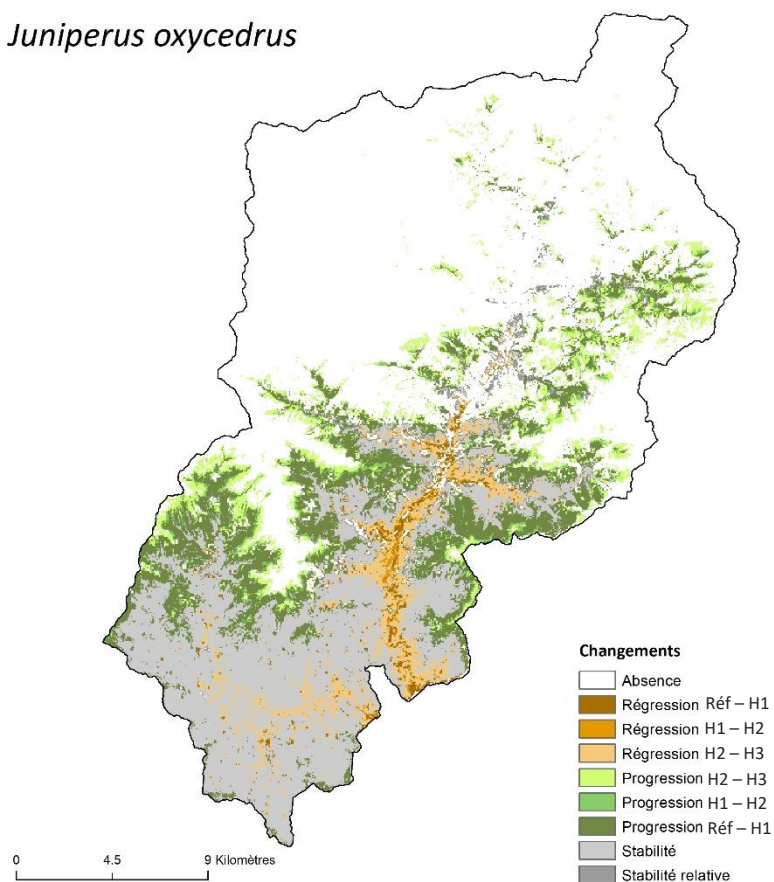 Juniperus oxycedrus
Changements
Absence
Régression Réf – H1
Régression H1 – H2
Régression H2 – H3
Progression H2 – H3
Progression H1 – H2
Progression Réf – H1
Stabilité
Stabilité relative
0 4.5 9 Kilomètres